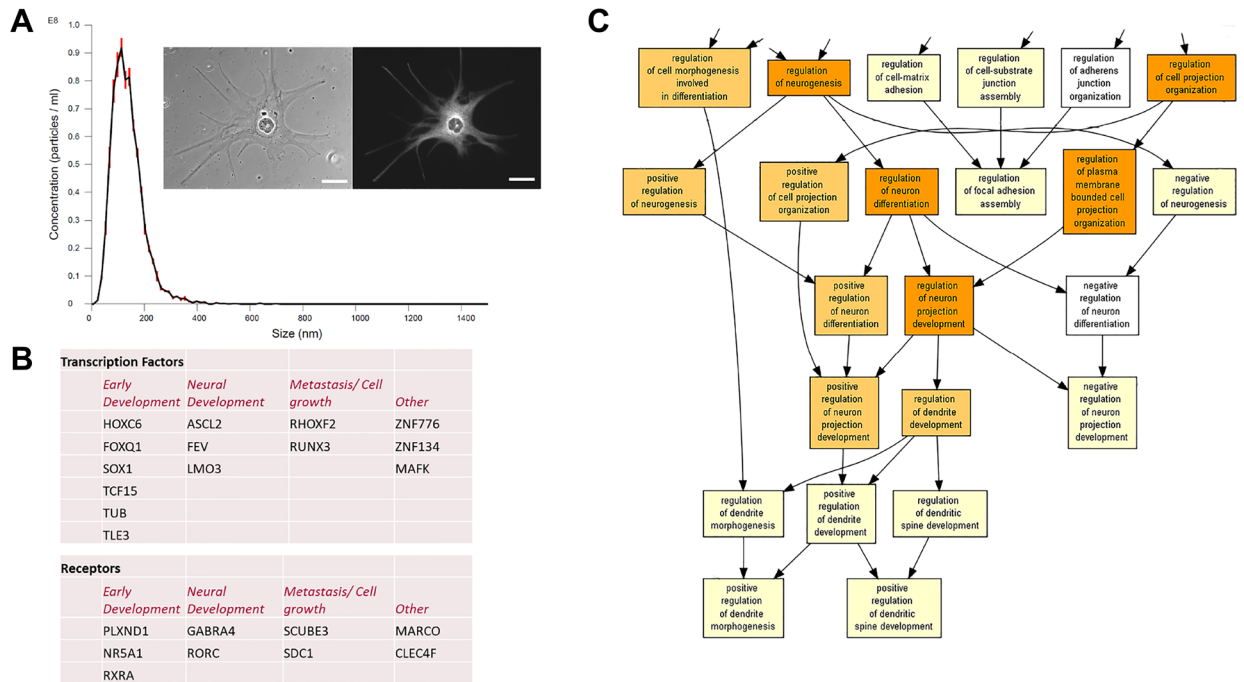 A
E8
1.0
0.9
0.8
0.7
0.6
0.5
0.4
0.3
0.2
0.1
0
Concentration (particles / ml)
0 200 400 600 800 1000 1200 1400
Size (nm)
B
Transcription Factors
Early Development Neural Development Metastasis/ Cell growth Other
HOXC6 ASCL2 RHOXF2 ZNF776
FOXQ1 FEV RUNX3 ZNF134
SOX1 LMO3 MAFK
TCF15
TUB
TLE3
Receptors
Early Development Neural Development Metastasis/ Cell growth Other
PLXND1 GABRA4 SCUBE3 MARCO
NR5A1 RORC SDC1 CLEC4F
RXRA
C
regulation
of cell morphogenesis
involved
in differentiation
regulation
of neurogenesis
regulation
of cell-matrix
adhesion
regulation
of cell-substrate
junction
assembly
regulation
of adherens
junction
organization
regulation
of cell projection
organization
positive
regulation
of neurogenesis
positive
regulation
of cell projection
organization
regulation
of neuron
differentiation
regulation
of focal adhesion
assembly
regulation
of plasma
membrane
bounded cell
projection
organization
negative
regulation
of neurogenesis
positive
regulation
of neuron
differentiation
regulation
of neuron
projection
development
negative
regulation
of neuron
differentiation
positive
regulation
of neuron
projection
development
regulation
of dendrite
development
negative
regulation
of neuron
projection
development
regulation
of dendrite
morphogenesis
positive
regulation
of dendrite
development
regulation
of dendritic
spine development
positive
regulation
of dendrite
morphogenesis
positive
regulation
of dendritic
spine development